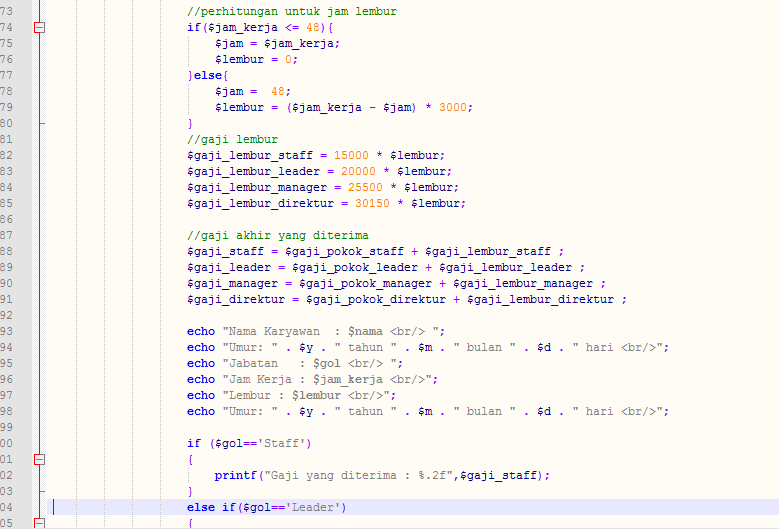 73 //perhitungan untuk jam lembur
74 if($jam_kerja <= 48){
75 $jam = $jam_kerja;
76 $lembur = 0;
77 }else{
78 $jam =  48;
79 $lembur = ($jam_kerja - $jam) * 3000;
80 }
81 //gaji lembur
82 $gaji_lembur_staff = 15000 * $lembur;
83 $gaji_lembur_leader = 20000 * $lembur;
84 $gaji_lembur_manager = 25500 * $lembur;
85 $gaji_lembur_direktur = 30150 * $lembur;
86
87 //gaji akhir yang diterima
88 $gaji_staff = $gaji_pokok_staff + $gaji_lembur_staff ;
89 $gaji_leader = $gaji_pokok_leader + $gaji_lembur_leader ;
90 $gaji_manager = $gaji_pokok_manager + $gaji_lembur_manager ;
91 $gaji_direktur = $gaji_pokok_direktur + $gaji_lembur_direktur ;
92
93 echo "Nama Karyawan  : $nama <br/> ";
94 echo "Umur: " . $y . " tahun " . $m . " bulan " . $d . " hari <br/>";
95 echo "Jabatan   : $gol <br/> ";
96 echo "Jam Kerja : $jam_kerja <br/>";
97 echo "Lembur : $lembur <br/>";
98 echo "Umur: " . $y . " tahun " . $m . " bulan " . $d . " hari <br/>";
99
00 if ($gol=='Staff')
01 {
02 printf("Gaji yang diterima : %.2f",$gaji_staff);
03 }
04 else if($gol=='Leader')
05 {